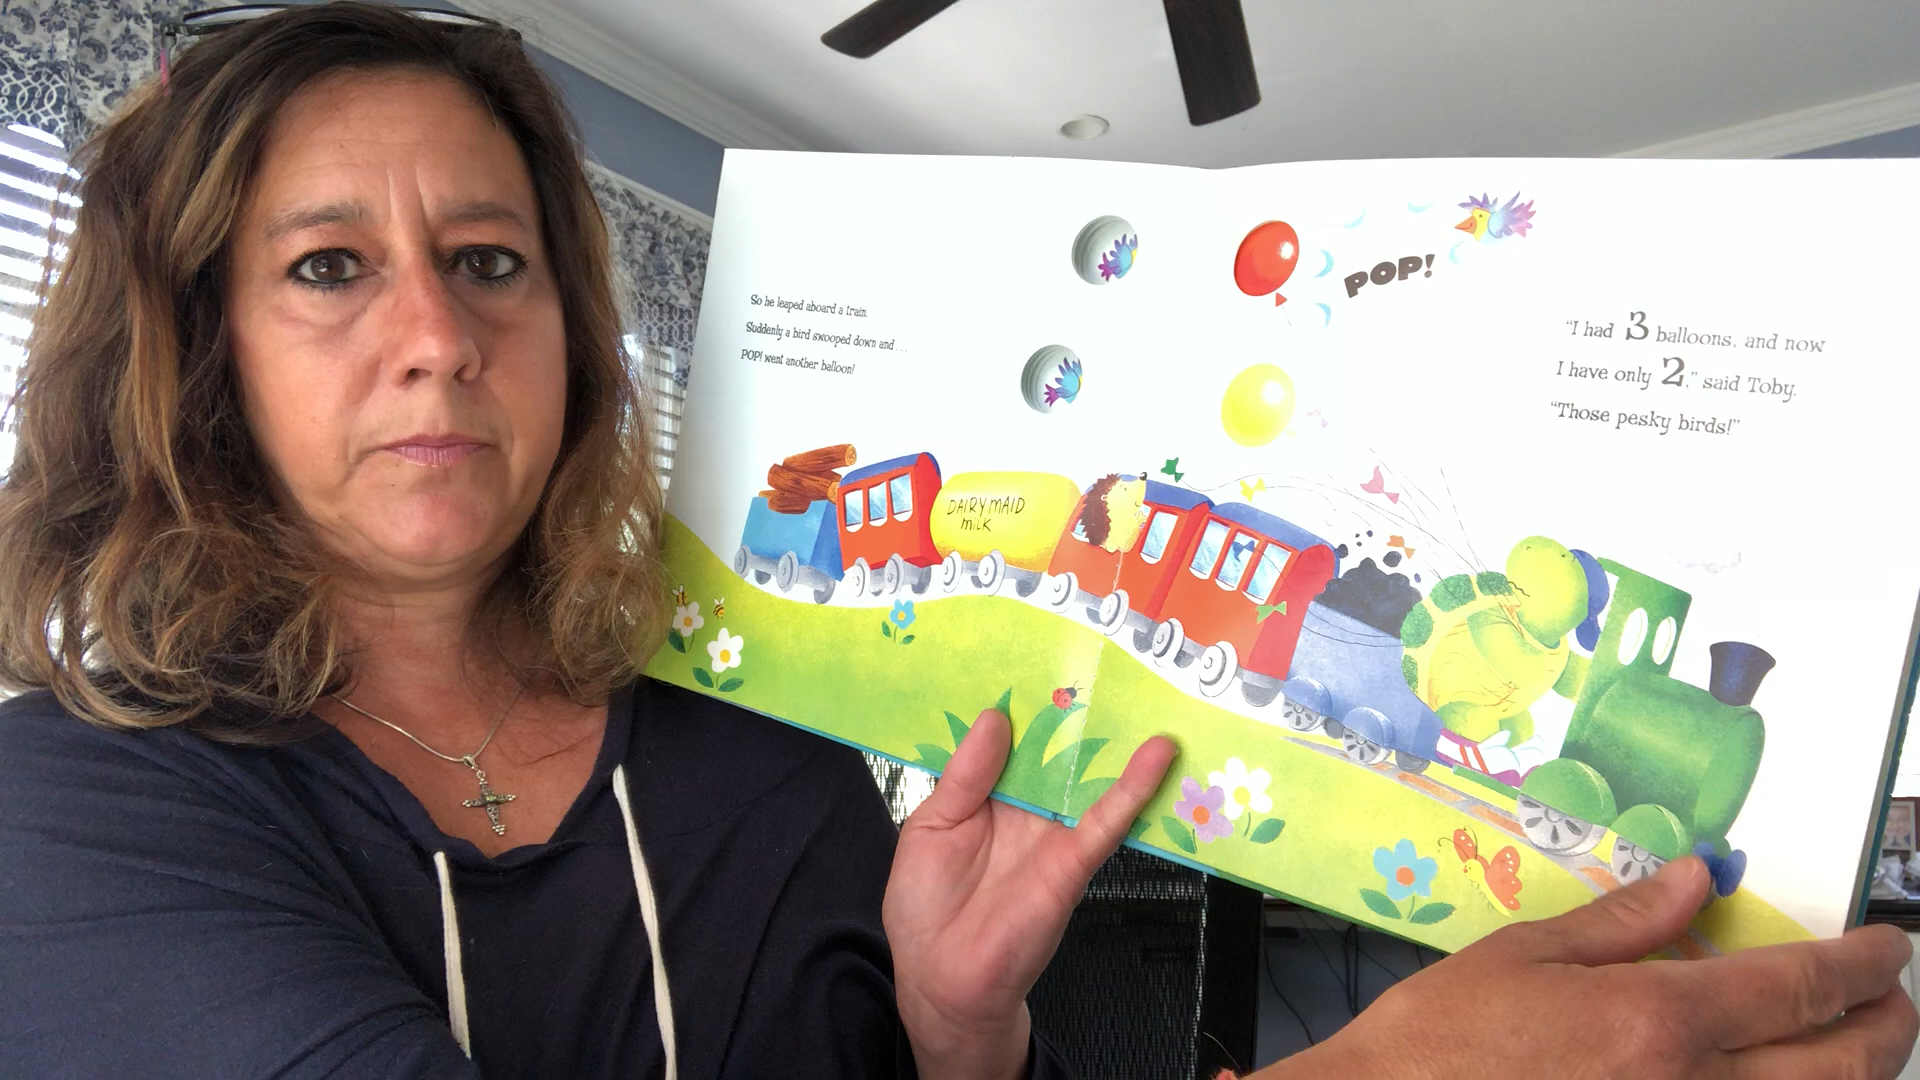 So he leaped aboard a train.
Suddenly a bird swooped down and...
POP! went another balloon!
DAIRY MAID
MILK
POP!
"I had 3 balloons, and now
I have only 2," said Toby.
"Those pesky birds!"